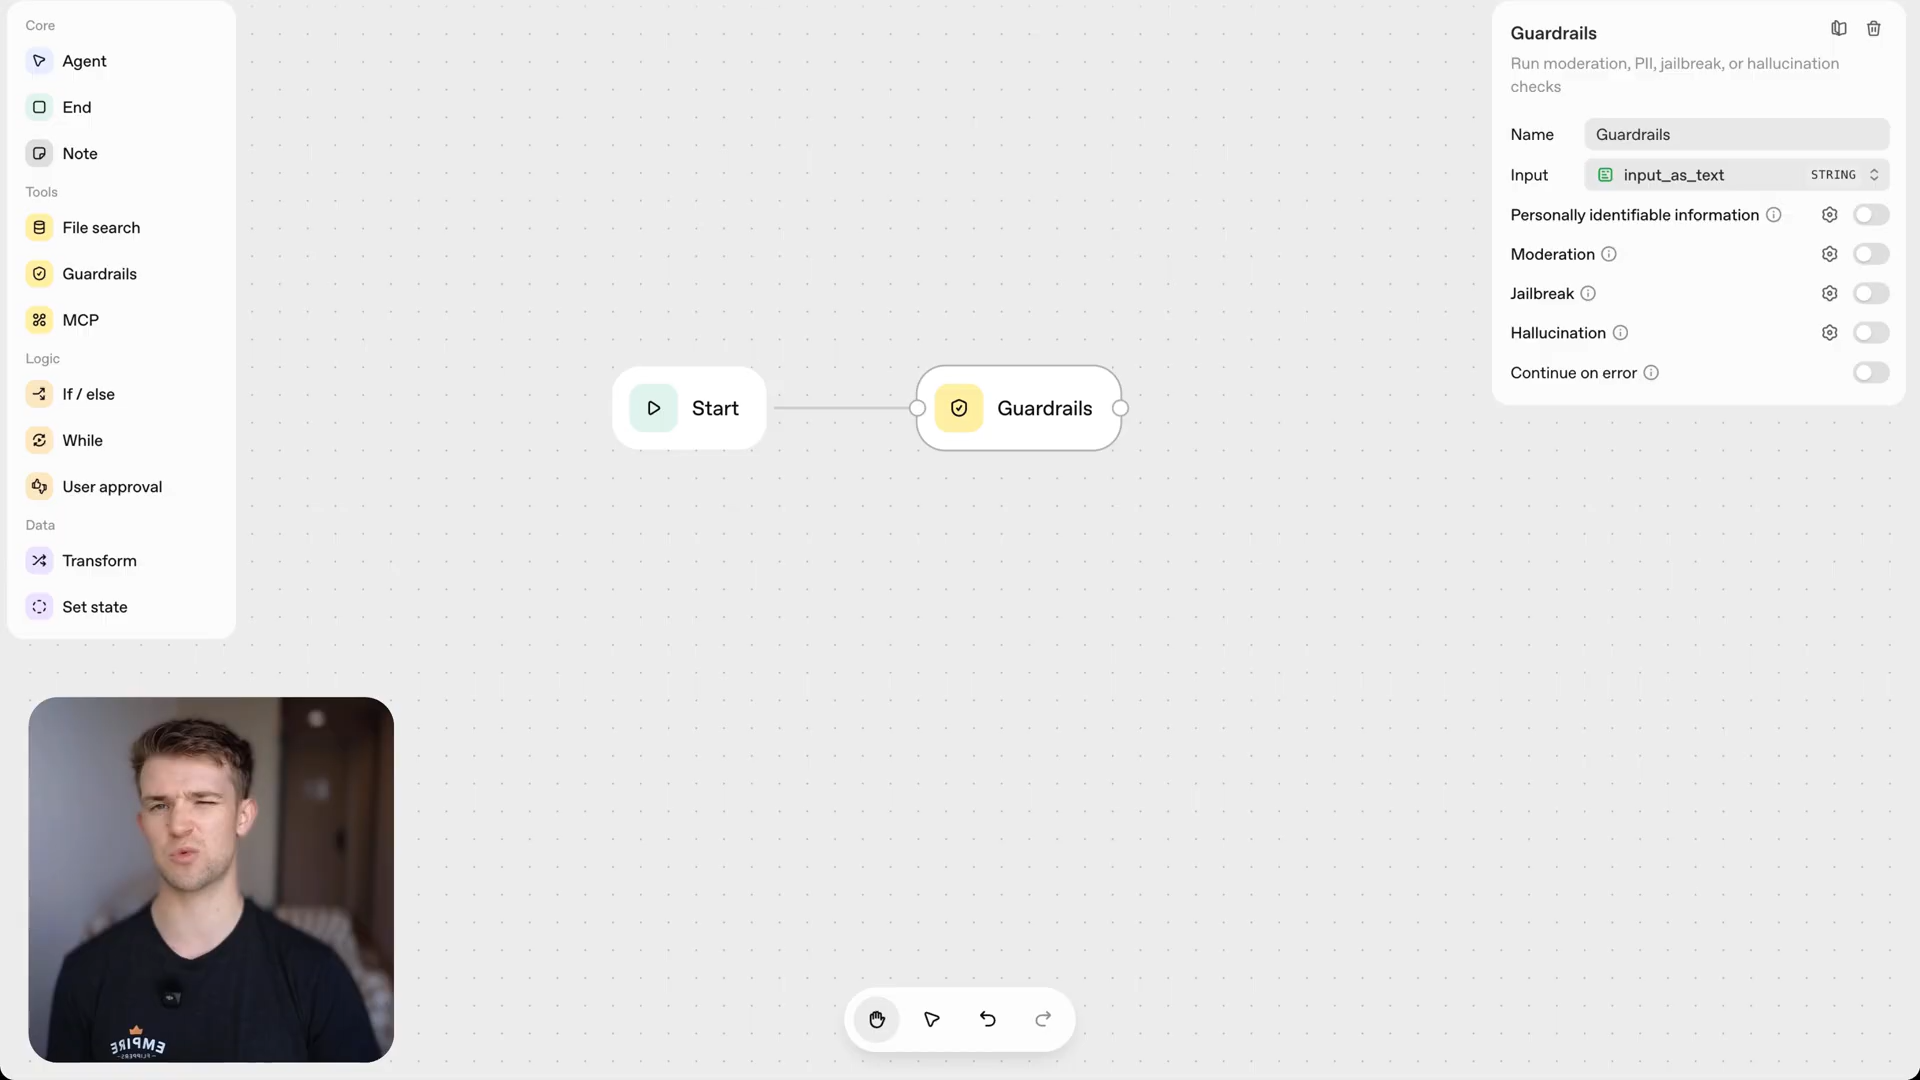 Core
Agent
End
Note
Tools
File search
Guardrails
MCP
Logic
If / else
While
User approval
Data
Transform
Set state
Start
Guardrails
Guardrails
Run moderation, PII, jailbreak, or hallucination
checks
Name
Guardrails
Input
input_as_text
STRING
Personally identifiable information
Moderation
Jailbreak
Hallucination
Continue on error
EMPIRE
FLIPPERS